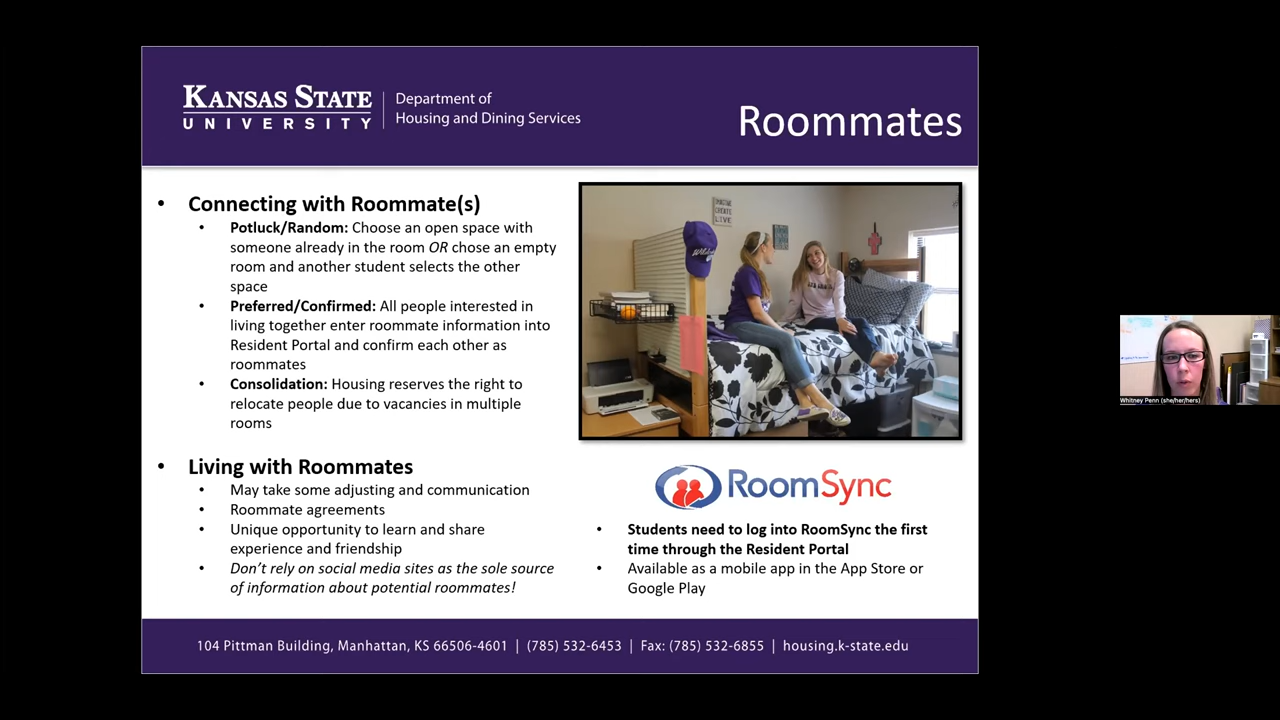 KANSAS STATE
UNIVERSITY
Department of
Housing and Dining Services
Roommates
• Connecting with Roommate(s)
• Potluck/Random: Choose an open space with
someone already in the room OR chose an empty
room and another student selects the other
space
• Preferred/Confirmed: All people interested in
living together enter roommate information into
Resident Portal and confirm each other as
roommates
• Consolidation: Housing reserves the right to
relocate people due to vacancies in multiple
rooms
• Living with Roommates
• May take some adjusting and communication
• Roommate agreements
• Unique opportunity to learn and share
experience and friendship
• Don't rely on social media sites as the sole source
of information about potential roommates!
CREATE
LIVE
Wildcats
RoomSync
• Students need to log into RoomSync the first
time through the Resident Portal
• Available as a mobile app in the App Store or
Google Play
104 Pittman Building, Manhattan, KS 66506-4601 | (785) 532-6453 | Fax: (785) 532-6855 | housing.k-state.edu
Whitney Penn (she/her/hers)